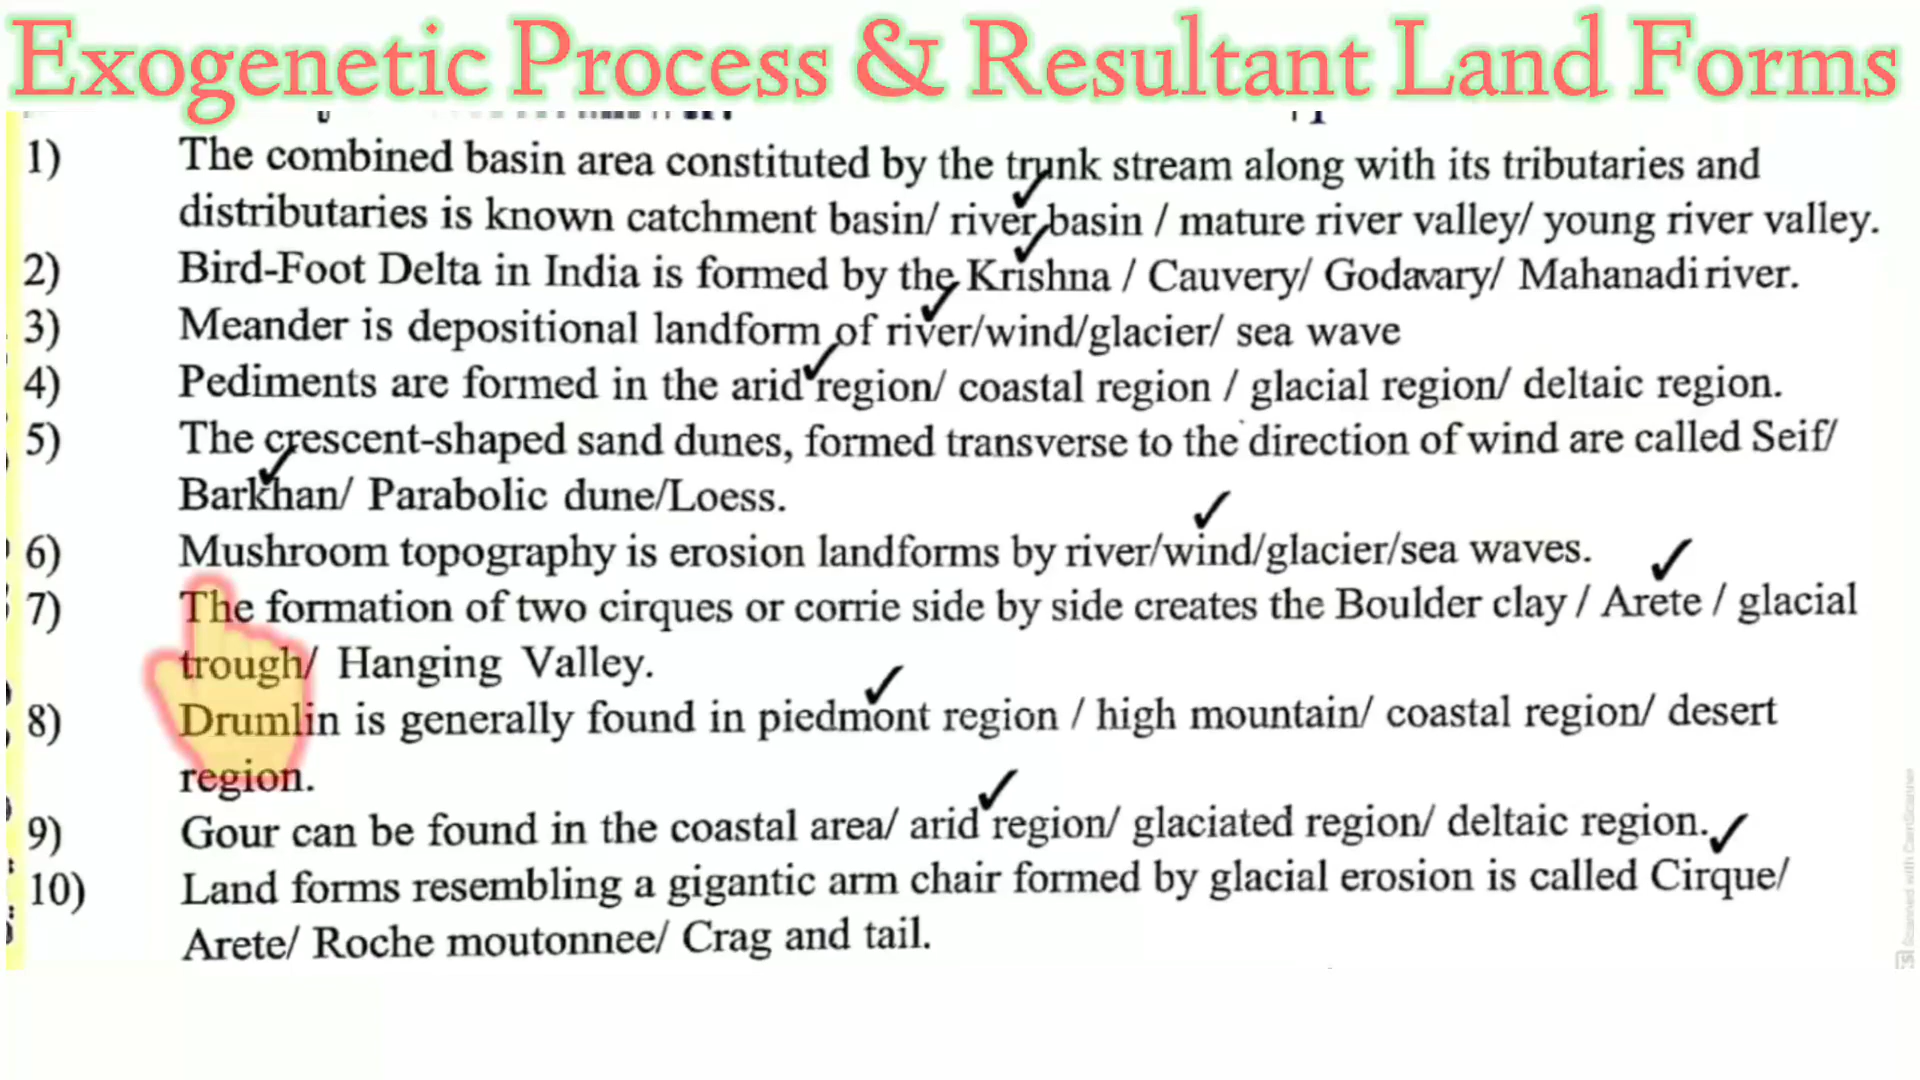 Exogenetic Process & Resultant Land Forms
1) The combined basin area constituted by the trunk stream along with its tributaries and
distributaries is known catchment basin/ river basin / mature river valley/ young river valley.
2) Bird-Foot Delta in India is formed by the Krishna / Cauvery/ Godavary/ Mahanadi river.
3) Meander is depositional landform of river/wind/glacier/ sea wave
4) Pediments are formed in the arid region/ coastal region / glacial region/ deltaic region.
5) The crescent-shaped sand dunes, formed transverse to the direction of wind are called Seif/
Barkhan/ Parabolic dune/Loess.
6) Mushroom topography is erosion landforms by river/wind/glacier/sea waves.
7) The formation of two cirques or corrie side by side creates the Boulder clay / Arete / glacial
trough/ Hanging Valley.
8) Drumlin is generally found in piedmont region / high mountain/ coastal region/ desert
region.
9) Gour can be found in the coastal area/ arid region/ glaciated region/ deltaic region.
10) Land forms resembling a gigantic arm chair formed by glacial erosion is called Cirque/
Arete/ Roche moutonnee/ Crag and tail.
CS Scanned with CamScanner